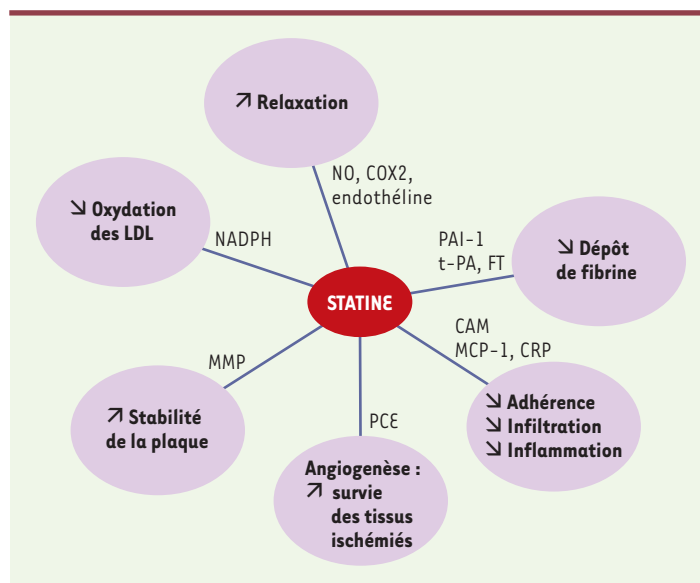 ↗ Relaxation
NO, COX2,
endothéline
↘ Oxydation
des LDL
NADPH
PAI-1
t-PA, FT
↘ Dépôt
de fibrine
STATINE
CAM
MCP-1, CRP
MMP
↗ Stabilité
de la plaque
PCE
↘ Adhérence
↘ Infiltration
↘ Inflammation
Angiogenèse :
↗ survie
des tissus
ischémiés